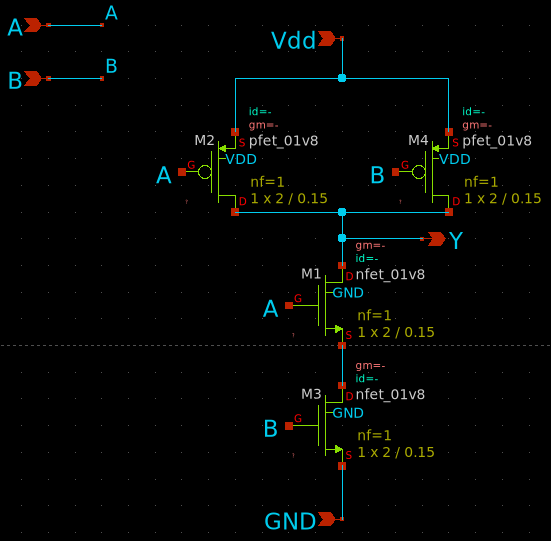 A A
B B
Vdd
id=- id=-
gm=- gm=-
M2 S pfet_01v8 M4 S pfet_01v8
VDD VDD
A G B G
nf=1 nf=1
D 1 x 2 / 0.15 D 1 x 2 / 0.15
Y
gm=-
id=-
M1 D nfet_01v8
GND
A G
nf=1
S 1 x 2 / 0.15
gm=-
id=-
M3 D nfet_01v8
GND
B G
nf=1
S 1 x 2 / 0.15
GND